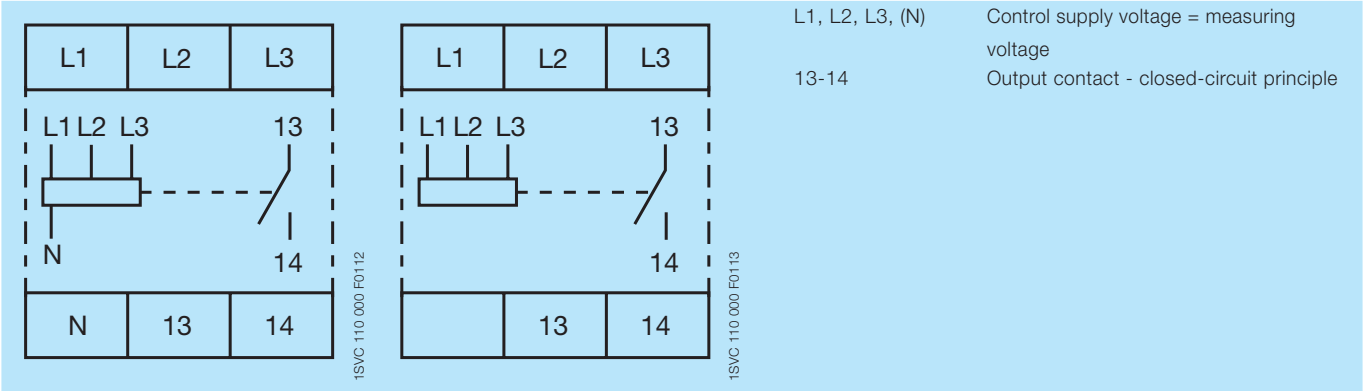 L1 L2 L3
L1 L2 L3 13
N 14
N 13 14
1SVC 110 000 F0112
L1 L2 L3
L1 L2 L3 13
14
13 14
1SVC 110 000 F0113
L1, L2, L3, (N) Control supply voltage = measuring
voltage
13-14 Output contact - closed-circuit principle